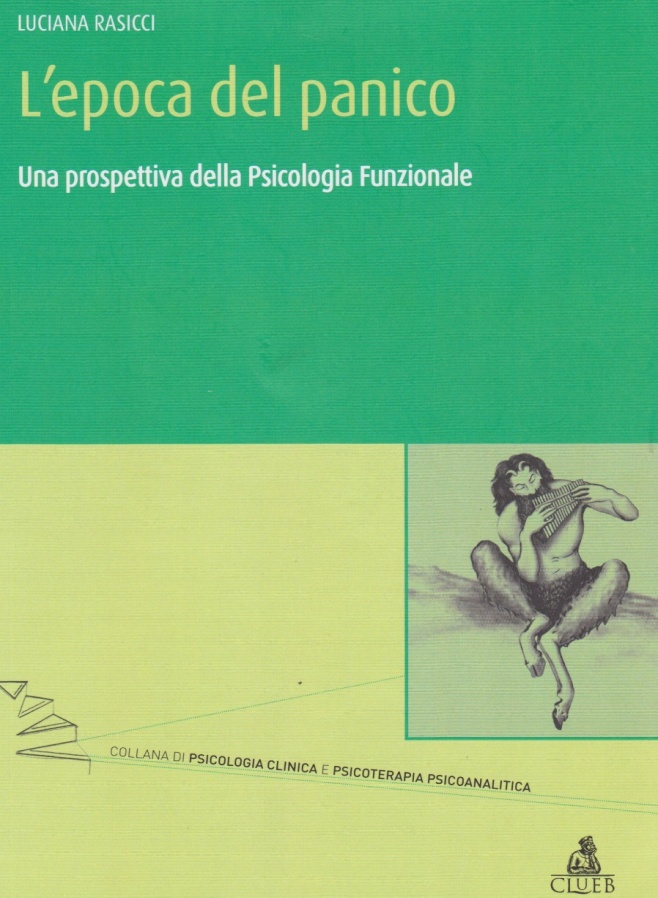 LUCIANA RASICCI
L'epoca del panico
Una prospettiva della Psicologia Funzionale
COLLANA DI PSICOLOGIA CLINICA E PSICOTERAPIA PSICOANALITICA
CLUEB